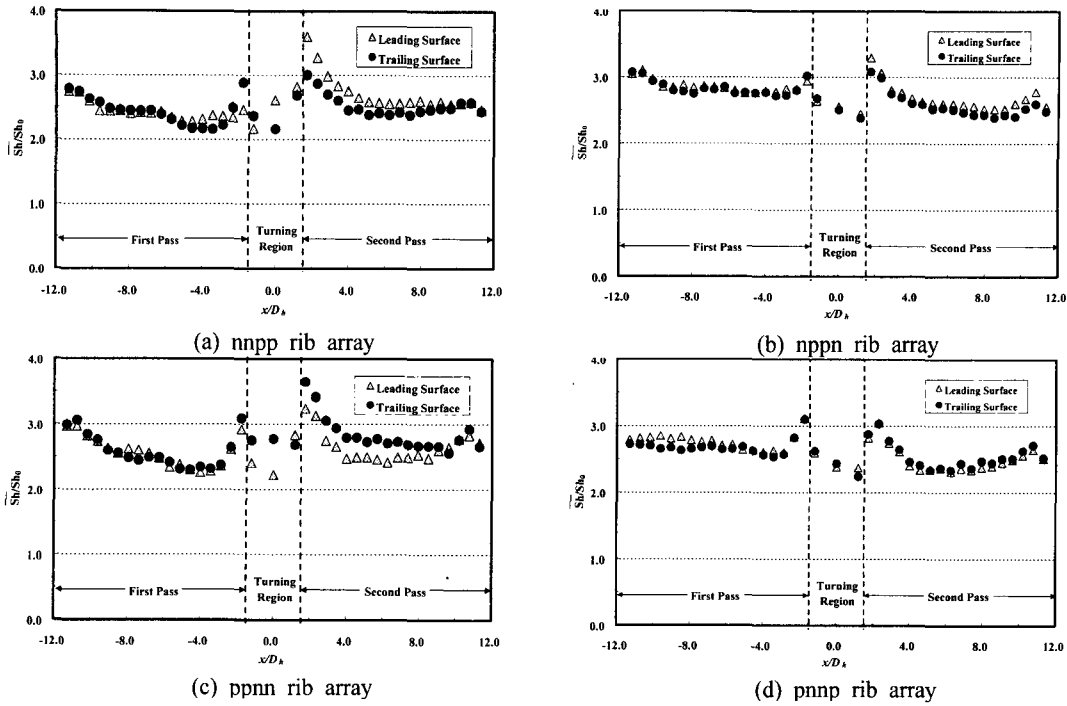 4.0
3.0
2.0
1.0
0.0
Sh/Sh0
Leading Surface
Trailing Surface
First Pass
Turning
Region
Second Pass
-12.0 -8.0 -4.0 0.0 4.0 8.0 12.0
x/Dh
(a) nnpp rib array
4.0
3.0
2.0
1.0
0.0
Sh/Sh0
Leading Surface
Trailing Surface
First Pass
Turning
Region
Second Pass
-12.0 -8.0 -4.0 0.0 4.0 8.0 12.0
x/Dh
(b) nppn rib array
4.0
3.0
2.0
1.0
0.0
Sh/Sh0
Leading Surface
Trailing Surface
First Pass
Turning
Region
Second Pass
-12.0 -8.0 -4.0 0.0 4.0 8.0 12.0
x/Dh
(c) ppnn rib array
4.0
3.0
2.0
1.0
0.0
Sh/Sh0
Leading Surface
Trailing Surface
First Pass
Turning
Region
Second Pass
-12.0 -8.0 -4.0 0.0 4.0 8.0 12.0
x/Dh
(d) pnnp rib array